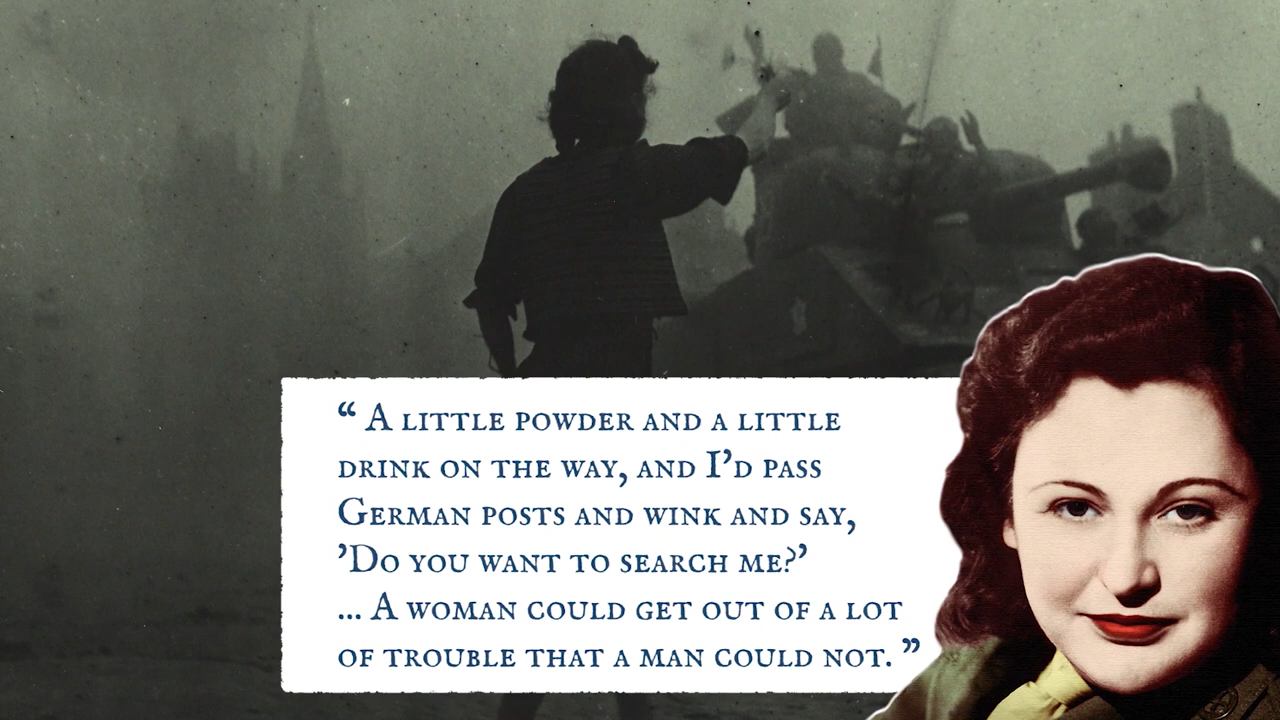 “ A little powder and a little
drink on the way, and I’d pass
German posts and wink and say,
’Do you want to search me?’
... A woman could get out of a lot
of trouble that a man could not. ”